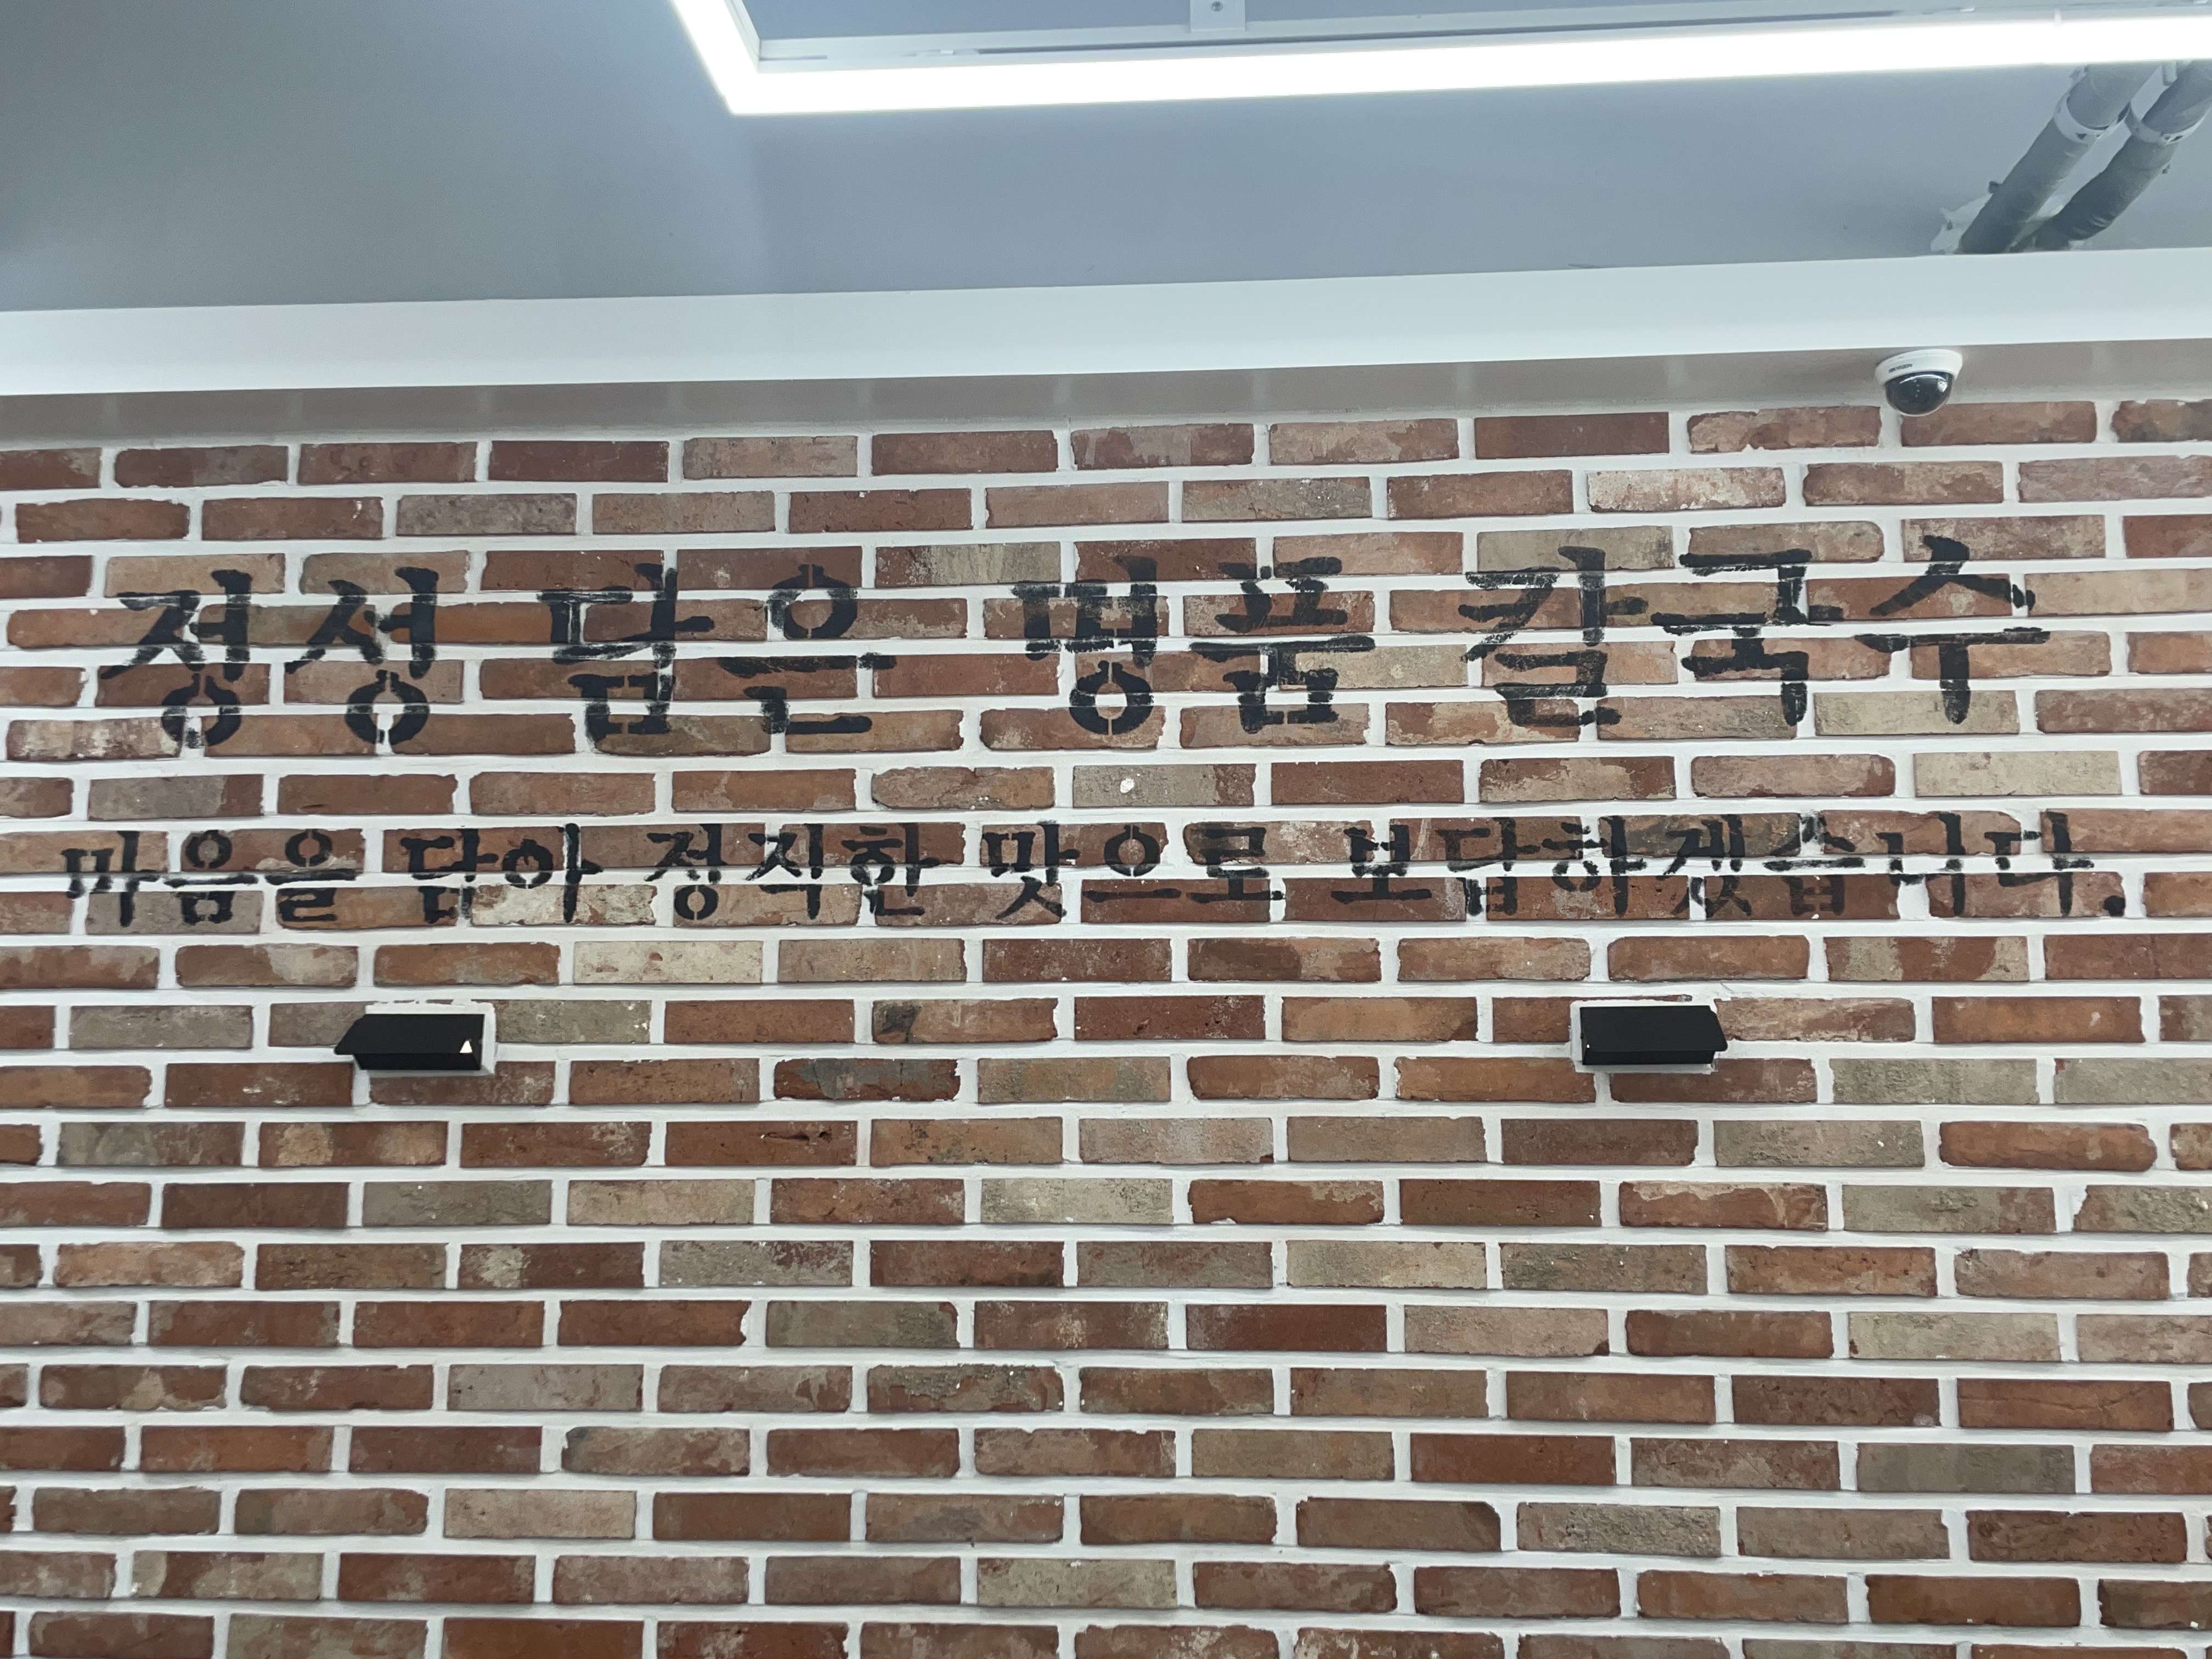 정성 담은 명품 칼국수
마음을 담아 정직한 맛으로 보답하겠습니다.